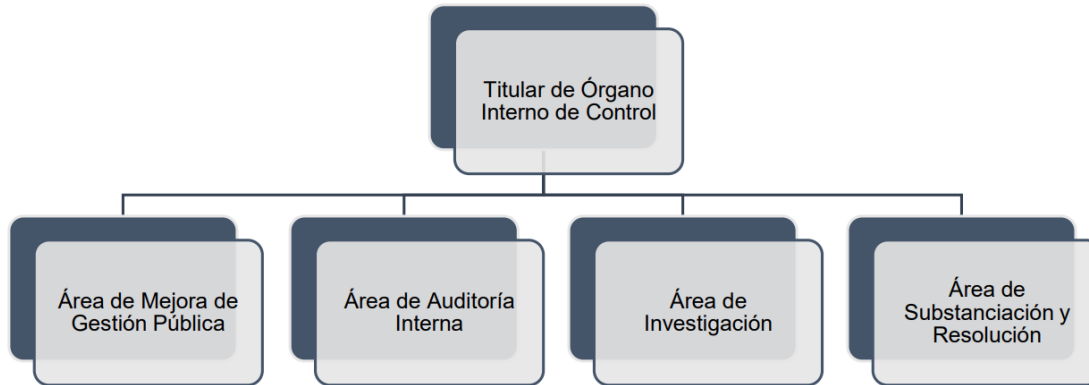 Titular de Órgano
Interno de Control
Área de Mejora de
Gestión Pública
Área de Auditoría
Interna
Área de
Investigación
Área de
Substanciación y
Resolución